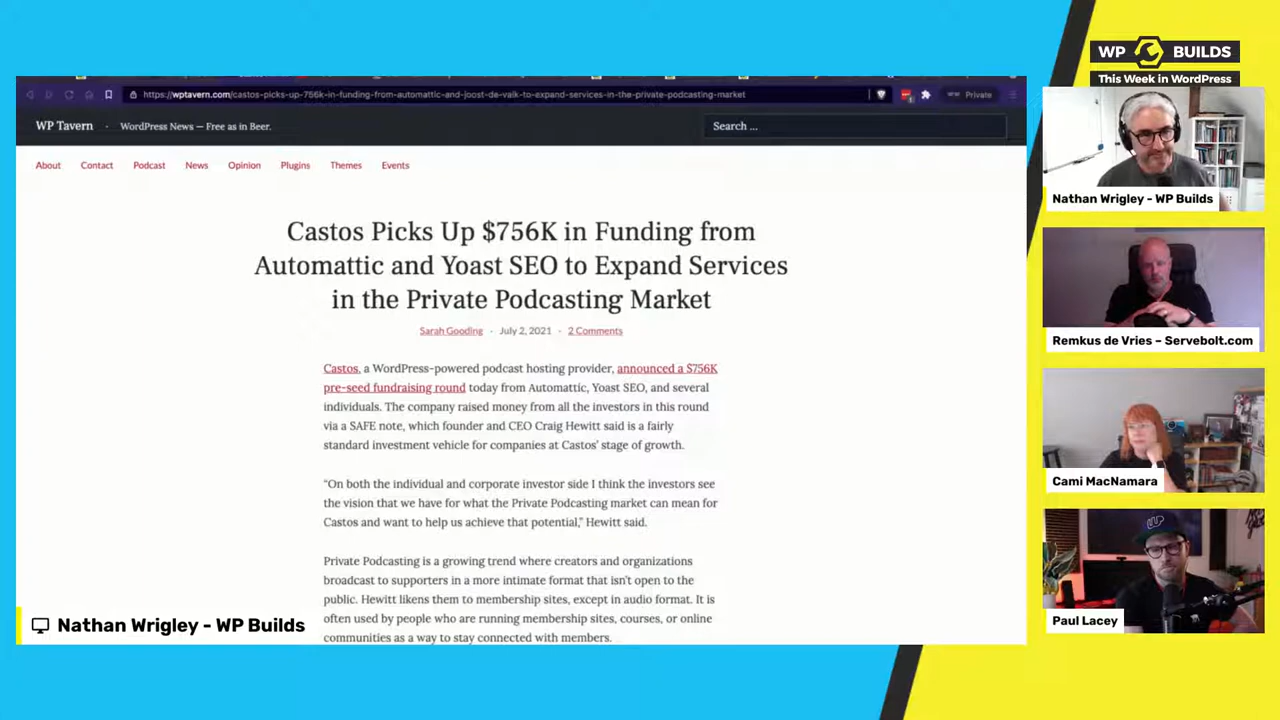 WP BUILDS
This Week in WordPress
https://wptavern.com/castos-picks-up-756k-in-funding-from-automattic-and-joost-de-valk-to-expand-services-in-the-private-podcasting-market
Private
WP Tavern · WordPress News — Free as in Beer.
Search ...
About Contact Podcast News Opinion Plugins Themes Events
Castos Picks Up $756K in Funding from
Automattic and Yoast SEO to Expand Services
in the Private Podcasting Market
Sarah Gooding · July 2, 2021 · 2 Comments
Castos, a WordPress-powered podcast hosting provider, announced a $756K
pre-seed fundraising round today from Automattic, Yoast SEO, and several
individuals. The company raised money from all the investors in this round
via a SAFE note, which founder and CEO Craig Hewitt said is a fairly
standard investment vehicle for companies at Castos’ stage of growth.
“On both the individual and corporate investor side I think the investors see
the vision that we have for what the Private Podcasting market can mean for
Castos and want to help us achieve that potential,” Hewitt said.
Private Podcasting is a growing trend where creators and organizations
broadcast to supporters in a more intimate format that isn’t open to the
public. Hewitt likens them to membership sites, except in audio format. It is
often used by people who are running membership sites, courses, or online
communities as a way to stay connected with members.
Nathan Wrigley - WP Builds
Nathan Wrigley - WP Builds
Remkus de Vries – Servebolt.com
Cami MacNamara
Paul Lacey